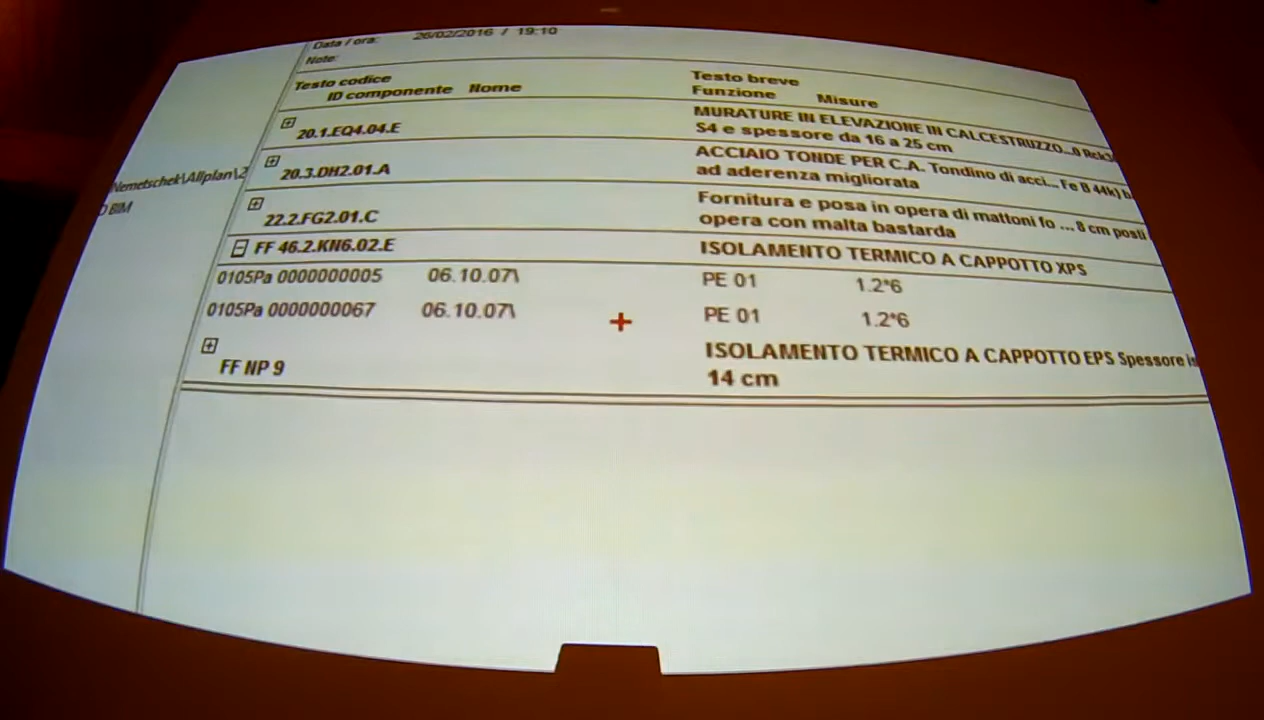 Data / ora: 26/02/2016 / 19:10
Note:
Testo codice Testo breve
ID componente Nome Funzione Misure
20.1.EQ4.04.E MURATURE IN ELEVAZIONE IN CALCESTRUZZO...0 Rck3
S4 e spessore da 16 a 25 cm
20.3.DH2.01.A ACCIAIO TONDE PER C.A. Tondino di acci... Fe B 44k) b
ad aderenza migliorata
Nemetschek\Allplan\2
BIM
22.2.FG2.01.C Fornitura e posa in opera di mattoni fo ... 8 cm posti
opera con malta bastarda
FF 46.2.KN6.02.E ISOLAMENTO TERMICO A CAPPOTTO XPS
0105Pa 0000000005 06.10.07\ PE 01 1.2*6
0105Pa 0000000067 06.10.07\ PE 01 1.2*6
FF NP 9 ISOLAMENTO TERMICO A CAPPOTTO EPS Spessore
14 cm